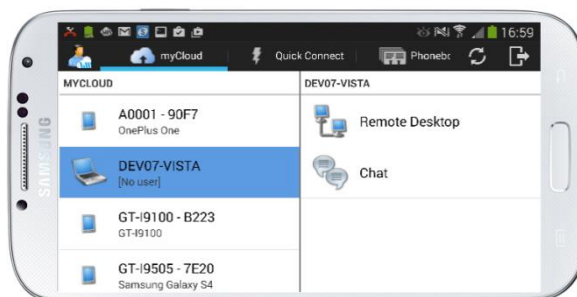 16:59
myCloud
Quick Connect
Phonebc
MYCLOUD
DEV07-VISTA
A0001 - 90F7
OnePlus One
DEV07-VISTA
[No user]
GT-I9100 - B223
GT-I9100
GT-I9505 - 7E20
Samsung Galaxy S4
Remote Desktop
Chat
SAMSUNG